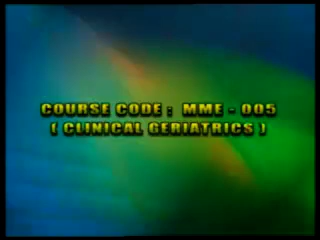 COURSE CODE : MME - 005
( CLINICAL GERIATRICS )